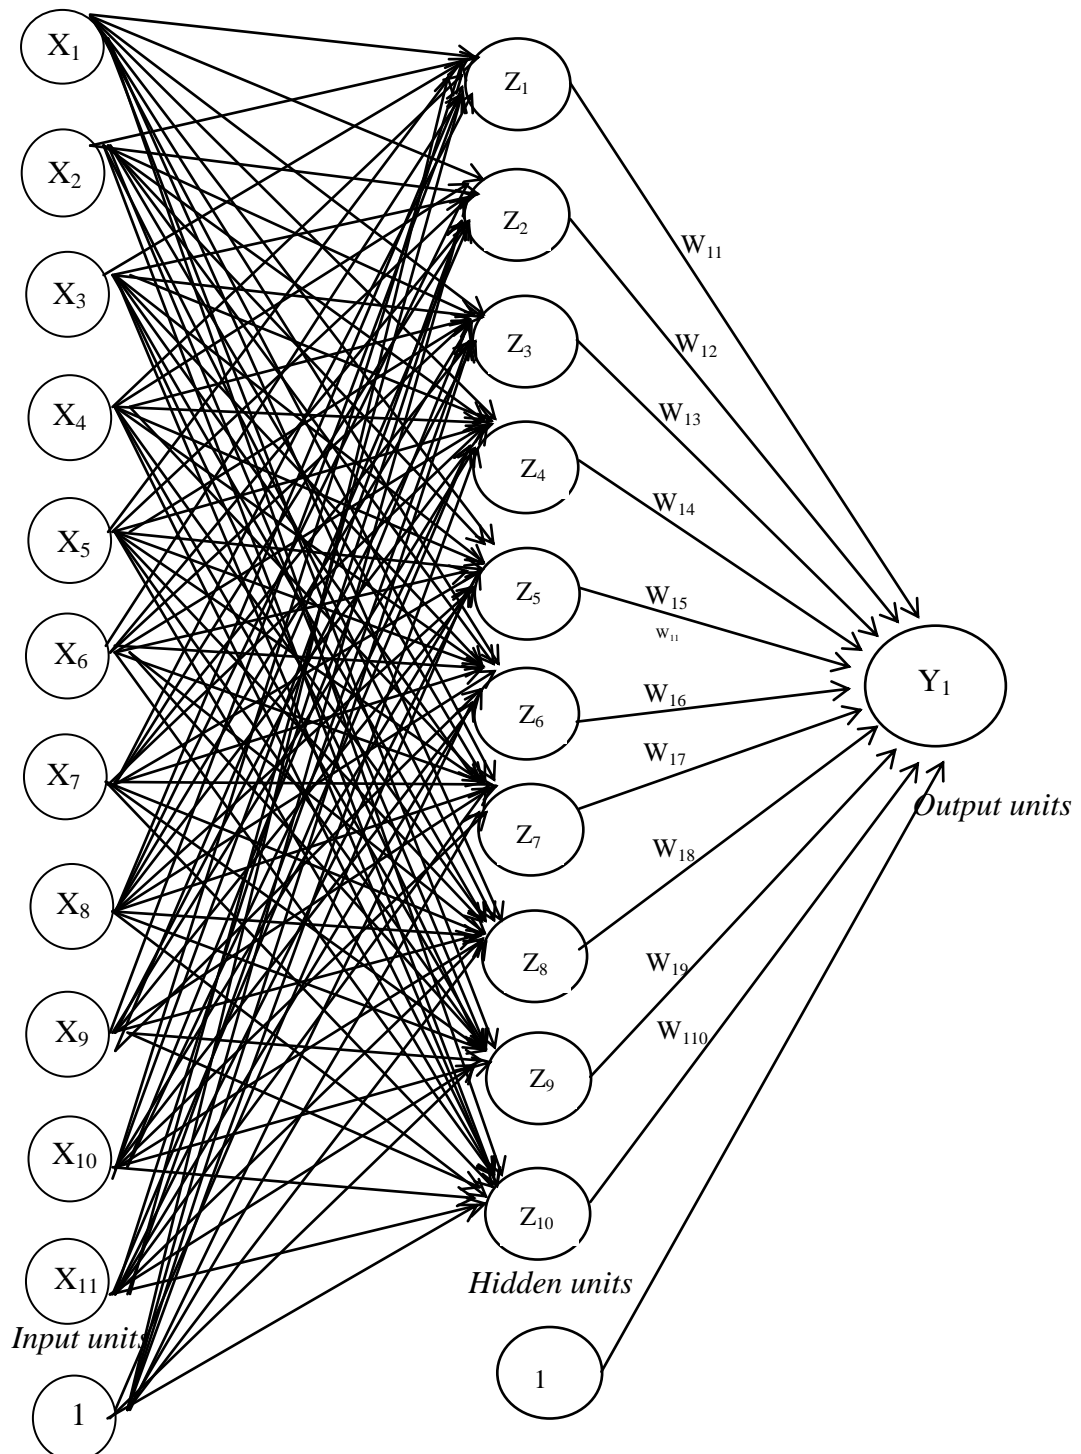 X₁
X₂
X₃
X₄
X₅
X₆
X₇
X₈
X₉
X₁₀
X₁₁
Input units
1
Z₁
Z₂
Z₃
Z₄
Z₅
Z₆
Z₇
Z₈
Z₉
Z₁₀
Hidden units
1
W₁₁
W₁₂
W₁₃
W₁₄
W₁₅
W₁₁
W₁₆
W₁₇
W₁₈
W₁₉
W₁₁₀
Y₁
Output units